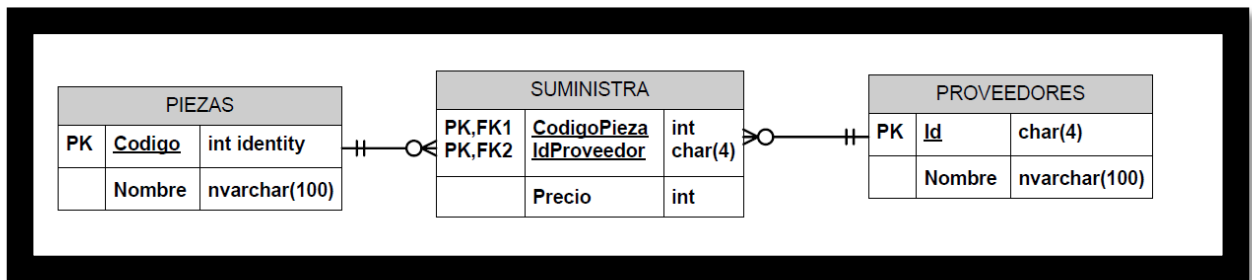 PIEZAS
PK Codigo int identity
Nombre nvarchar(100)
SUMINISTRA
PK,FK1 CodigoPieza int
PK,FK2 IdProveedor char(4)
Precio int
PROVEEDORES
PK Id char(4)
Nombre nvarchar(100)